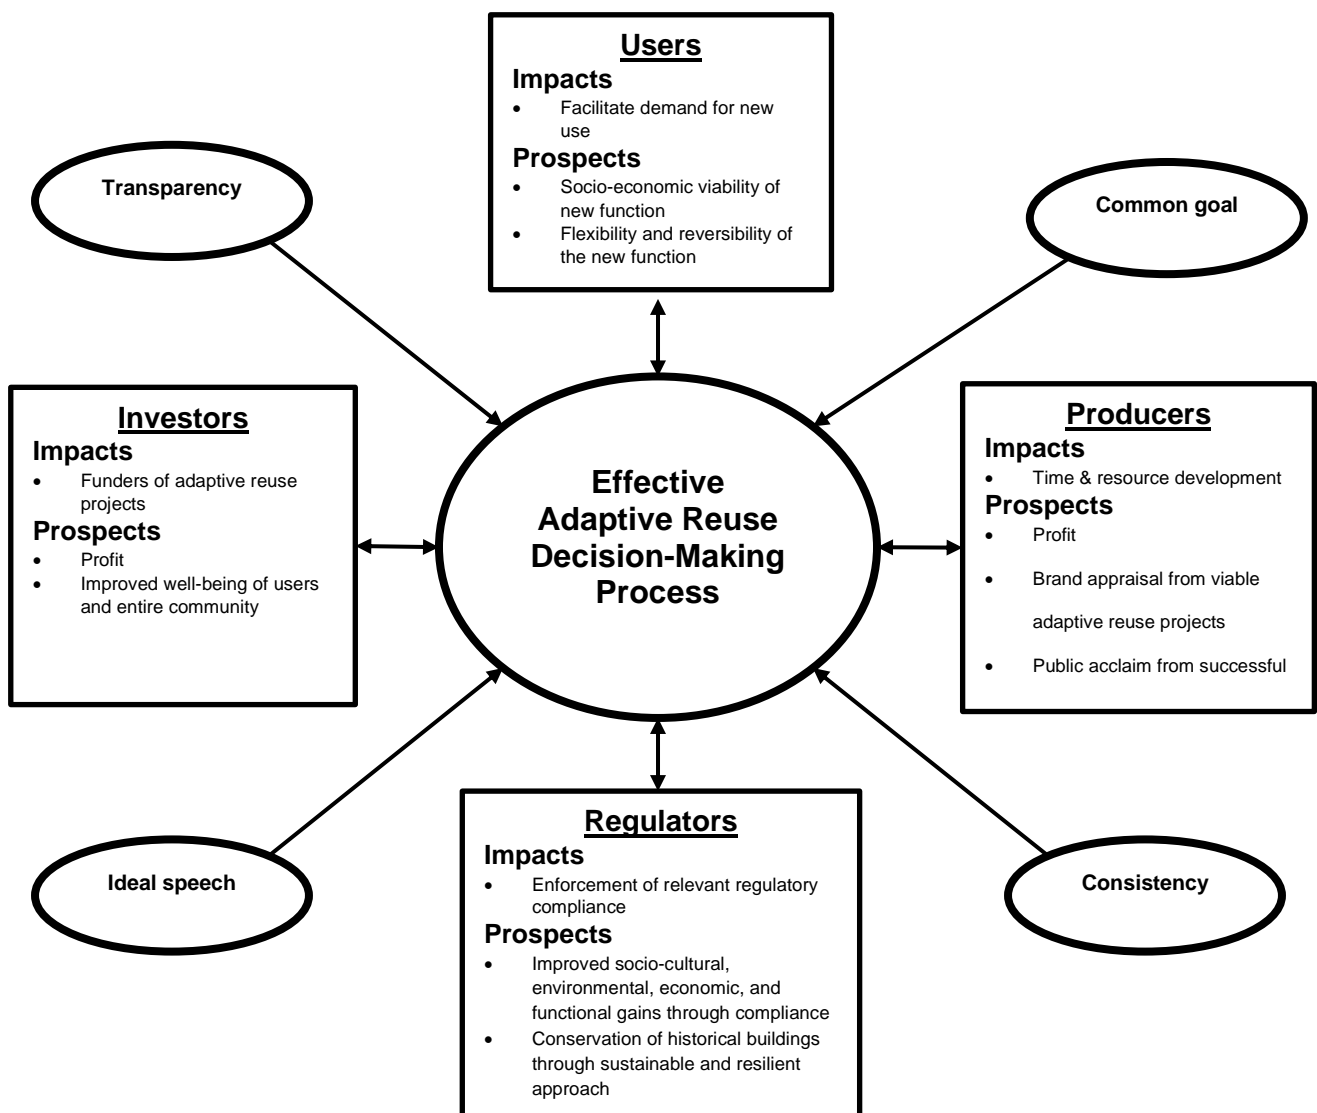 Users
Impacts
• Facilitate demand for new
use
Prospects
• Socio-economic viability of
new function
• Flexibility and reversibility of
the new function
Transparency
Common goal
Investors
Impacts
• Funders of adaptive reuse
projects
Prospects
• Profit
• Improved well-being of users
and entire community
Effective
Adaptive Reuse
Decision-Making
Process
Producers
Impacts
• Time & resource development
Prospects
• Profit
• Brand appraisal from viable
adaptive reuse projects
• Public acclaim from successful
Ideal speech
Regulators
Impacts
• Enforcement of relevant regulatory
compliance
Prospects
• Improved socio-cultural,
environmental, economic, and
functional gains through compliance
• Conservation of historical buildings
through sustainable and resilient
approach
Consistency